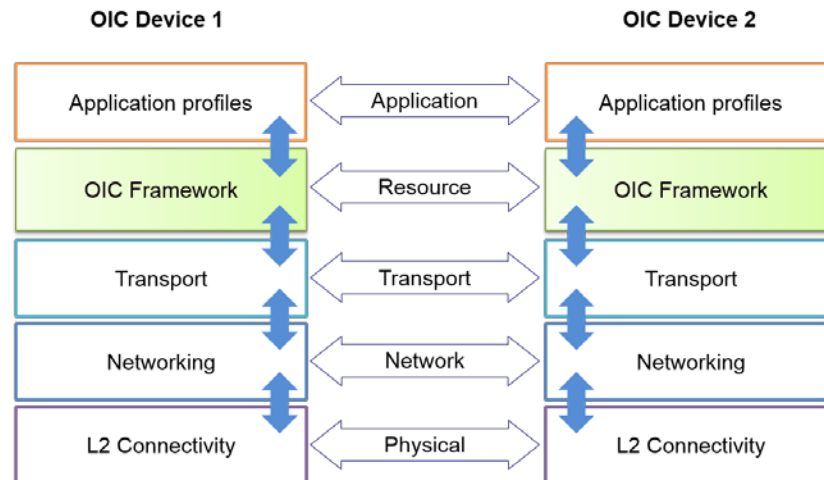 OIC Device 1
OIC Device 2
Application profiles
Application
Application profiles
OIC Framework
Resource
OIC Framework
Transport
Transport
Transport
Networking
Network
Networking
L2 Connectivity
Physical
L2 Connectivity